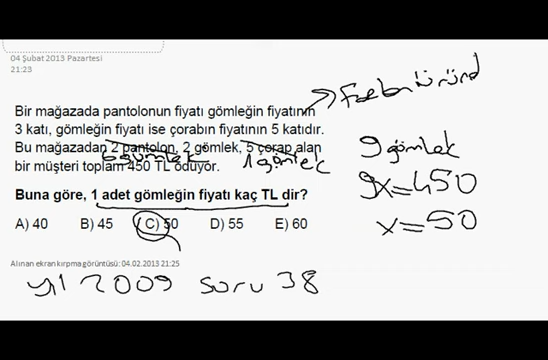 04 Şubat 2013 Pazartesi
21:23
Bir mağazada pantolonun fiyatı gömleğin fiyatının
3 katı, gömleğin fiyatı ise çorabın fiyatının 5 katıdır.
Bu mağazadan 2 pantolon, 2 gömlek, 5 çorap alan
6 gömlek 1 gömlek
bir müşteri toplam 450 TL ödüyor.
Buna göre, 1 adet gömleğin fiyatı kaç TL dir?
A) 40 B) 45 C) 50 D) 55 E) 60
9 gömlek
9x=450
x=50
Alınan ekran kırpma görüntüsü: 04.02.2013 21:25
yıl 2009 soru 38